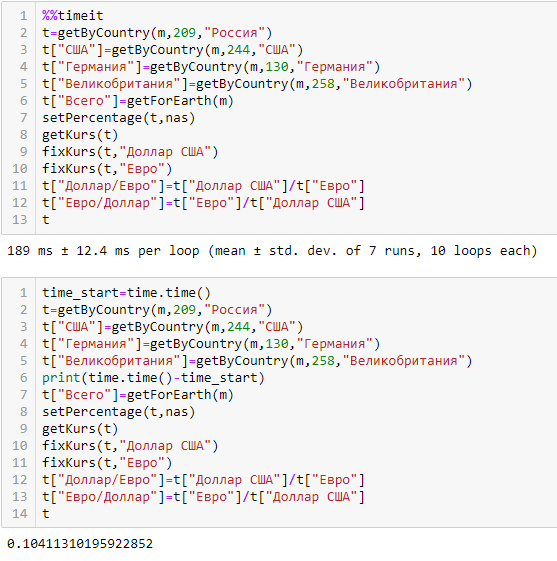 1 %%timeit
2 t=getByCountry(m,209,"Россия")
3 t["США"]=getByCountry(m,244,"США")
4 t["Германия"]=getByCountry(m,130,"Германия")
5 t["Великобритания"]=getByCountry(m,258,"Великобритания")
6 t["Всего"]=getForEarth(m)
7 setPercentage(t,nas)
8 getKurs(t)
9 fixKurs(t,"Доллар США")
10 fixKurs(t,"Евро")
11 t["Доллар/Евро"]=t["Доллар США"]/t["Евро"]
12 t["Евро/Доллар"]=t["Евро"]/t["Доллар США"]
13 t
189 ms ± 12.4 ms per loop (mean ± std. dev. of 7 runs, 10 loops each)
1 time_start=time.time()
2 t=getByCountry(m,209,"Россия")
3 t["США"]=getByCountry(m,244,"США")
4 t["Германия"]=getByCountry(m,130,"Германия")
5 t["Великобритания"]=getByCountry(m,258,"Великобритания")
6 print(time.time()-time_start)
7 t["Всего"]=getForEarth(m)
8 setPercentage(t,nas)
9 getKurs(t)
10 fixKurs(t,"Доллар США")
11 fixKurs(t,"Евро")
12 t["Доллар/Евро"]=t["Доллар США"]/t["Евро"]
13 t["Евро/Доллар"]=t["Евро"]/t["Доллар США"]
14 t
0.10411310195922852